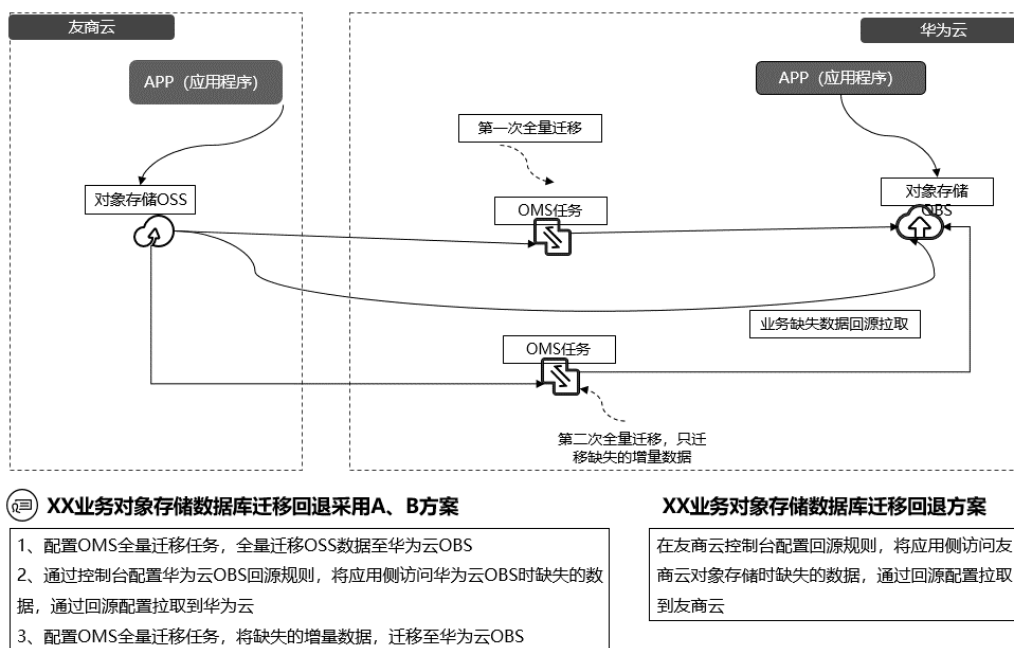 友商云
华为云
APP（应用程序）
APP（应用程序）
第一次全量迁移
对象存储OSS
OMS任务
对象存储
OBS
业务缺失数据回源拉取
OMS任务
第二次全量迁移，只迁
移缺失的增量数据
XX业务对象存储数据库迁移回退采用A、B方案
1、配置OMS全量迁移任务，全量迁移OSS数据至华为云OBS
2、通过控制台配置华为云OBS回源规则，将应用侧访问华为云OBS时缺失的数
据，通过回源配置拉取到华为云
3、配置OMS全量迁移任务，将缺失的增量数据，迁移至华为云OBS
XX业务对象存储数据库迁移回退方案
在友商云控制台配置回源规则，将应用侧访问友
商云对象存储时缺失的数据，通过回源配置拉取
到友商云